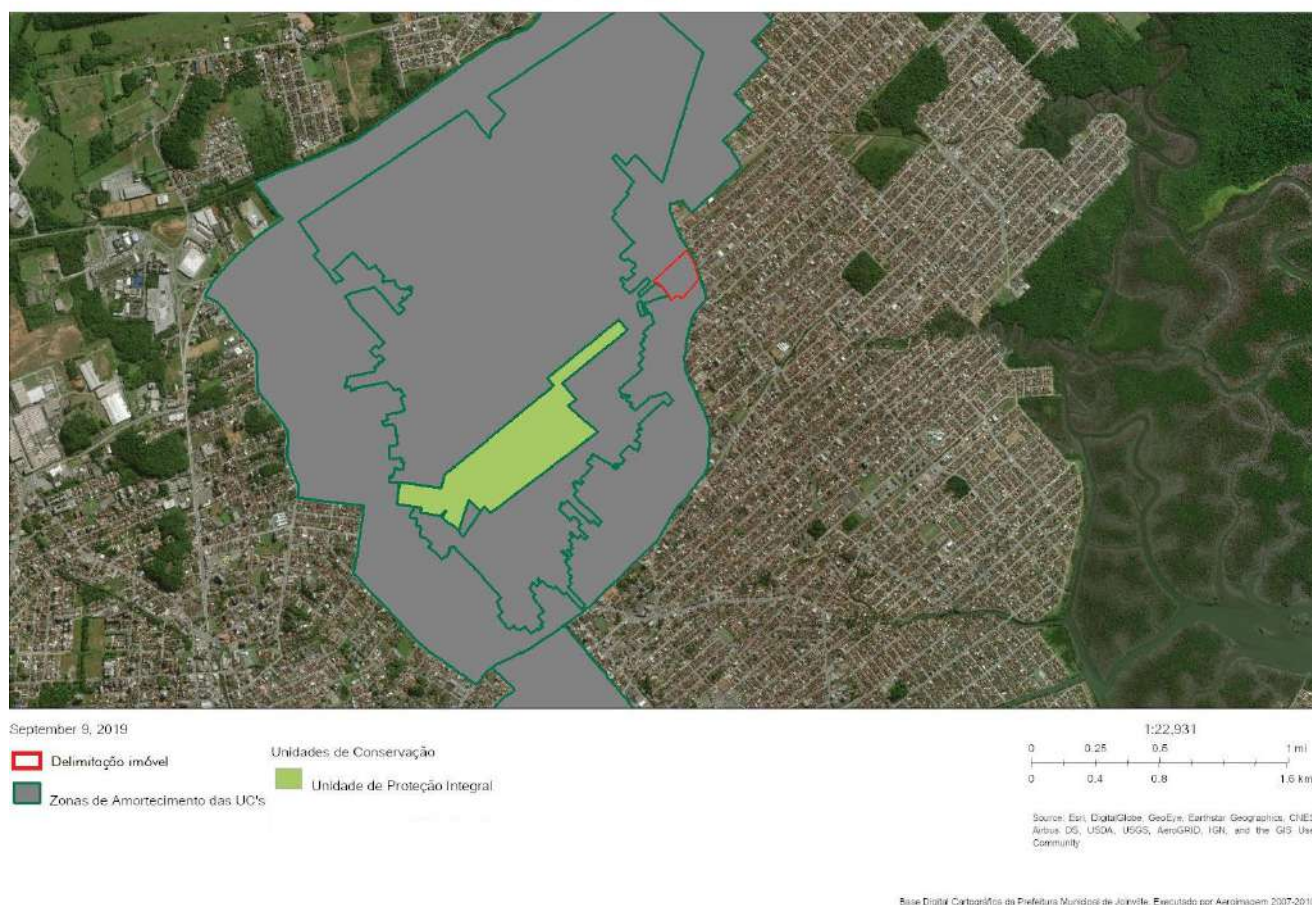 September 9, 2019
Delimitação imóvel
Zonas de Amortecimento das UC's
Unidades de Conservação
Unidade de Proteção Integral
1:22,931
0 0.25 0.5 1 mi
0 0.4 0.8 1.6 km
Source: Esri, DigitalGlobe, GeoEye, Earthstar Geographics, CNES
Airbus DS, USDA, USGS, AeroGRID, IGN, and the GIS Use
Community
Base Digital Cartográfica da Prefeitura Municipal de Joinville. Executado por Aeroimagem 2007-201